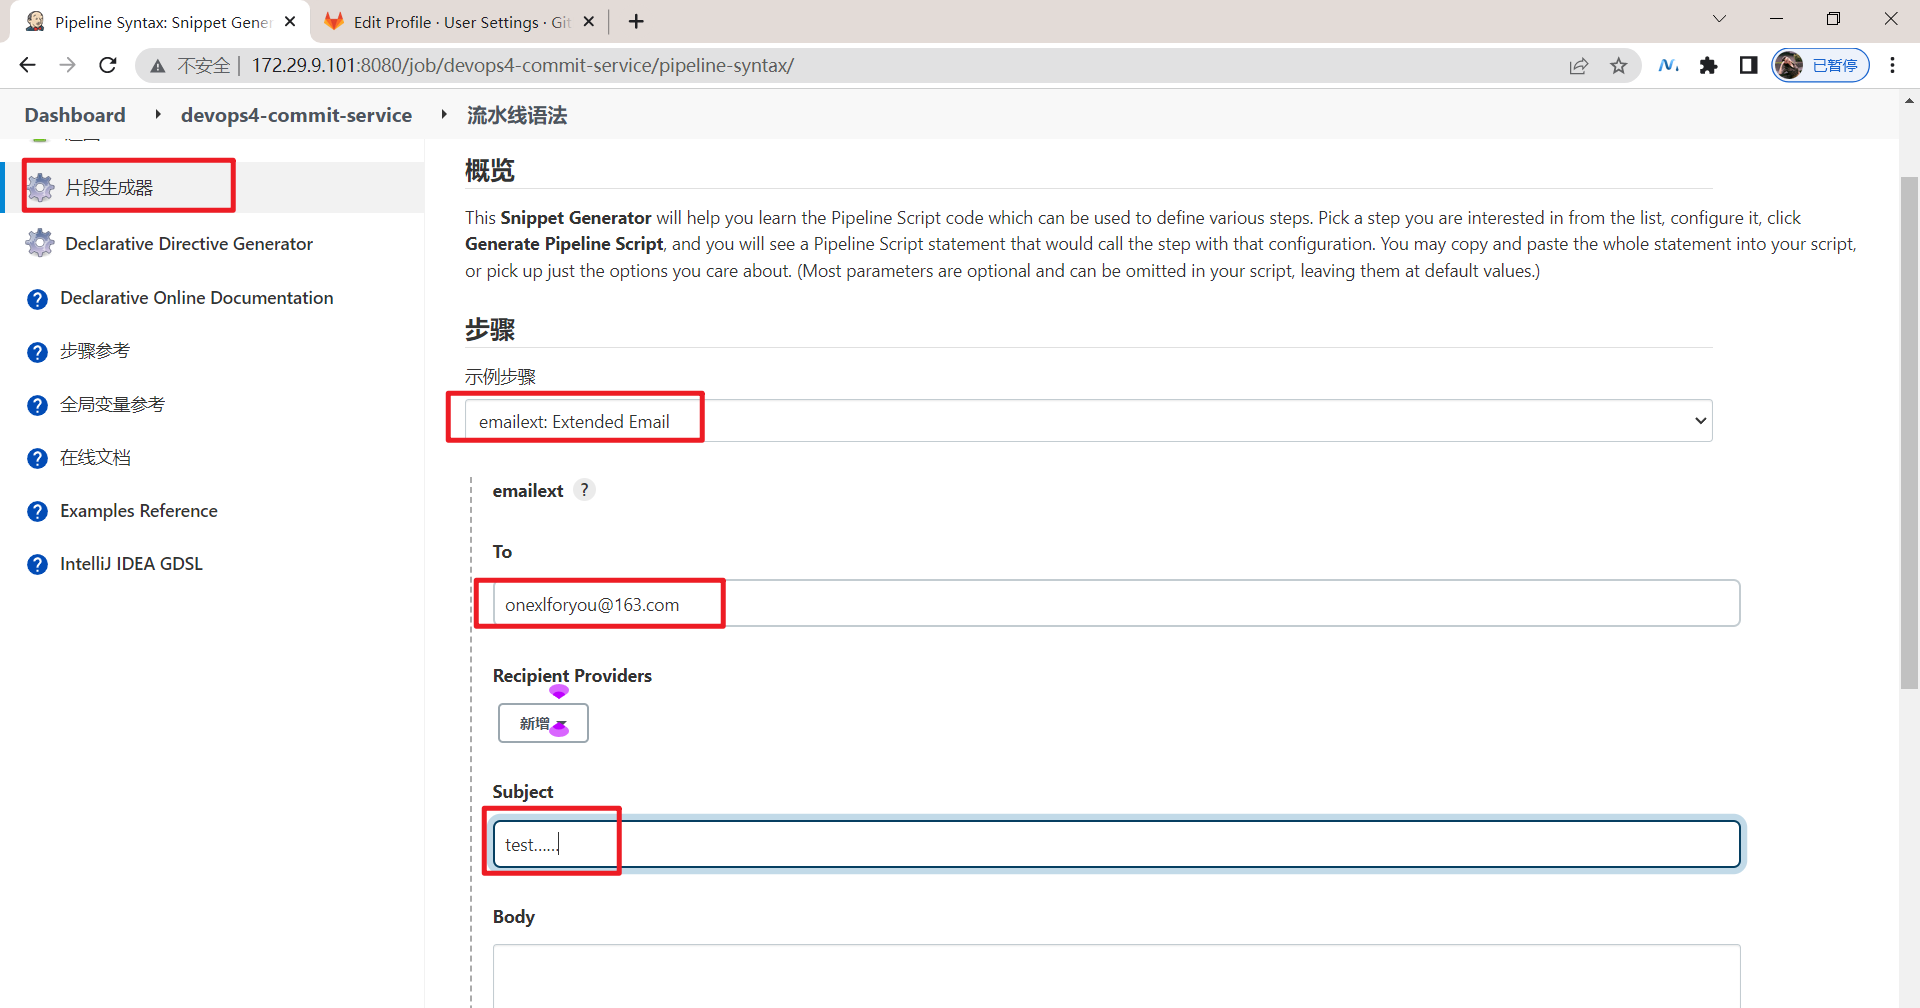 Pipeline Syntax: Snippet Gener
Edit Profile · User Settings · Git
不安全 | 172.29.9.101:8080/job/devops4-commit-service/pipeline-syntax/
已暂停
Dashboard
devops4-commit-service
流水线语法
片段生成器
Declarative Directive Generator
Declarative Online Documentation
步骤参考
全局变量参考
在线文档
Examples Reference
IntelliJ IDEA GDSL
概览
This Snippet Generator will help you learn the Pipeline Script code which can be used to define various steps. Pick a step you are interested in from the list, configure it, click
Generate Pipeline Script, and you will see a Pipeline Script statement that would call the step with that configuration. You may copy and paste the whole statement into your script,
or pick up just the options you care about. (Most parameters are optional and can be omitted in your script, leaving them at default values.)
步骤
示例步骤
emailext: Extended Email
emailext ?
To
onexlforyou@163.com
Recipient Providers
新增
Subject
test......
Body